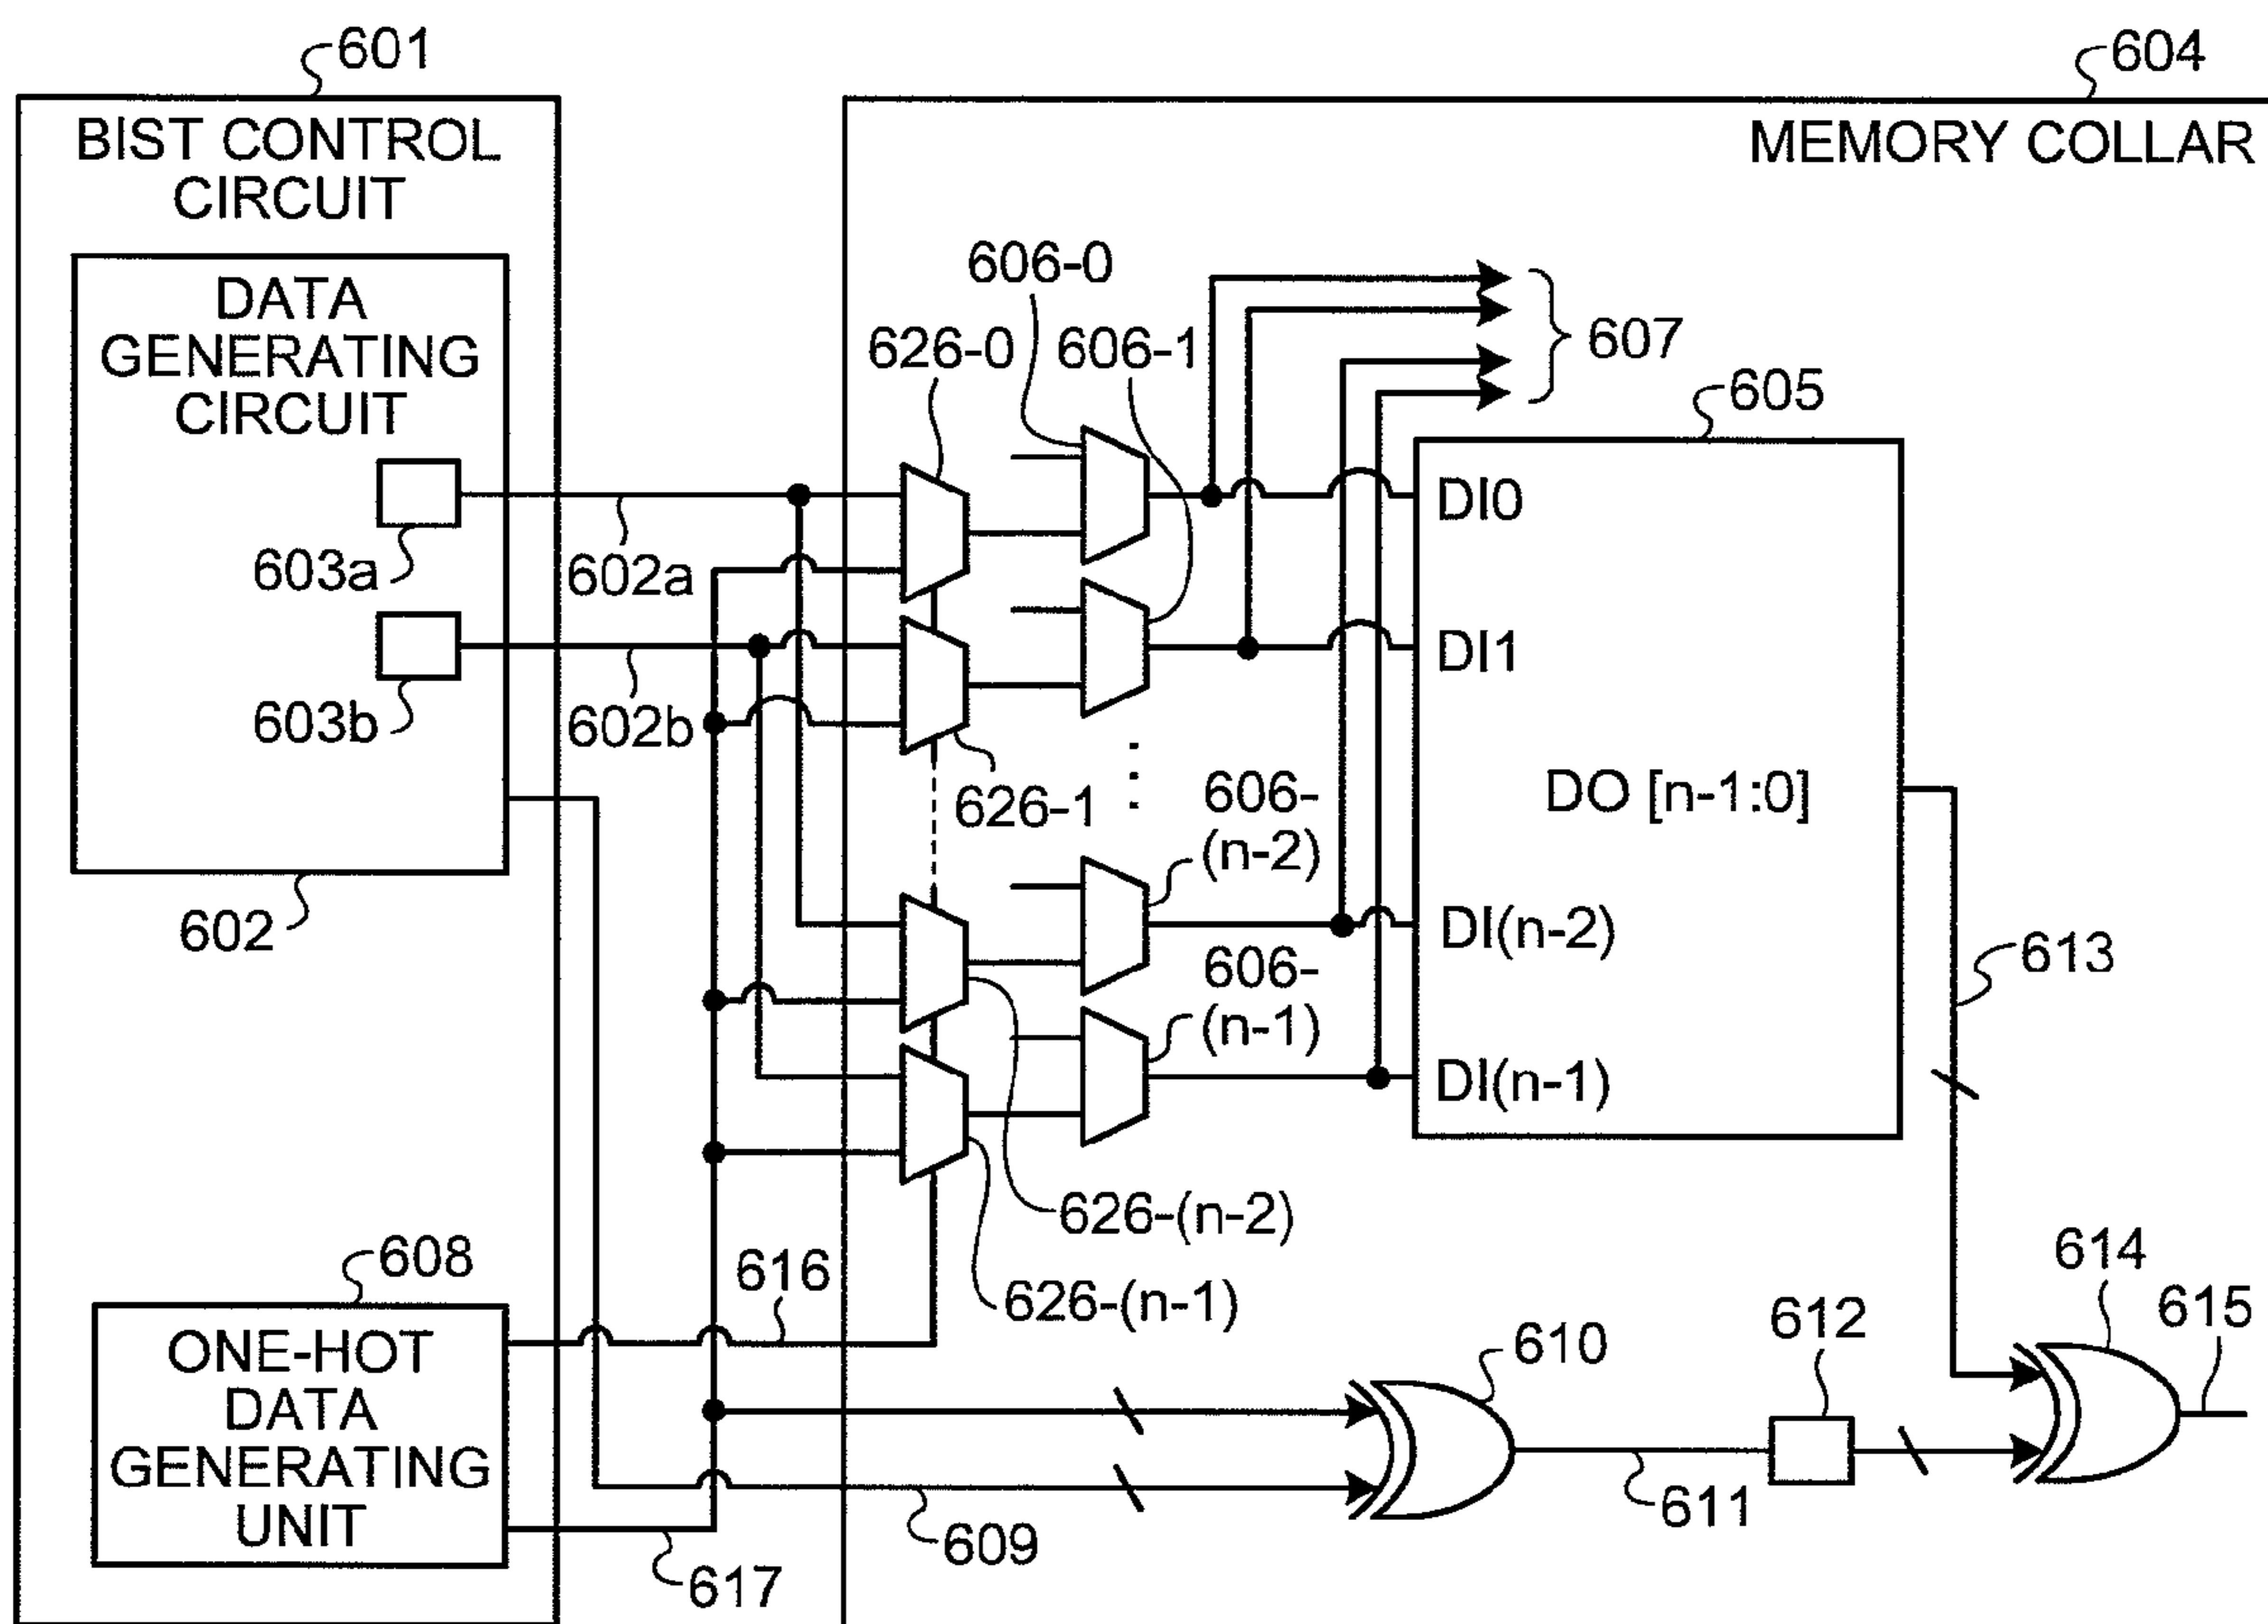 601
604
BIST CONTROL
CIRCUIT
MEMORY COLLAR
DATA
GENERATING
CIRCUIT
606-0
626-0
606-1
607
605
603a
602a
DI0
603b
602b
DI1
626-1
606-
(n-2)
DO [n-1:0]
602
DI(n-2)
606-
(n-1)
613
DI(n-1)
626-(n-2)
608
616
626-(n-1)
614
ONE-HOT
DATA
GENERATING
UNIT
610
612
615
609
611
617